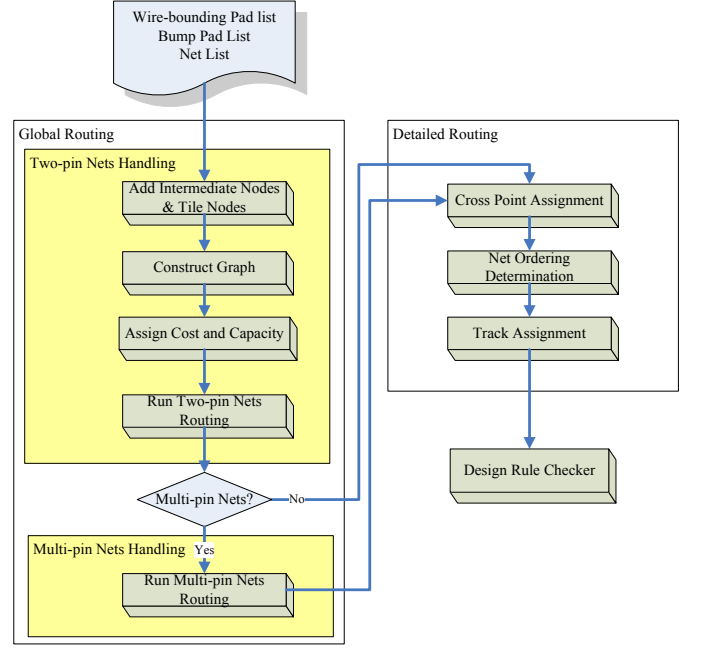 Wire-bounding Pad list
Bump Pad List
Net List
Global Routing
Two-pin Nets Handling
Add Intermediate Nodes
& Tile Nodes
Construct Graph
Assign Cost and Capacity
Run Two-pin Nets
Routing
Multi-pin Nets?
No
Yes
Multi-pin Nets Handling
Run Multi-pin Nets
Routing
Detailed Routing
Cross Point Assignment
Net Ordering
Determination
Track Assignment
Design Rule Checker